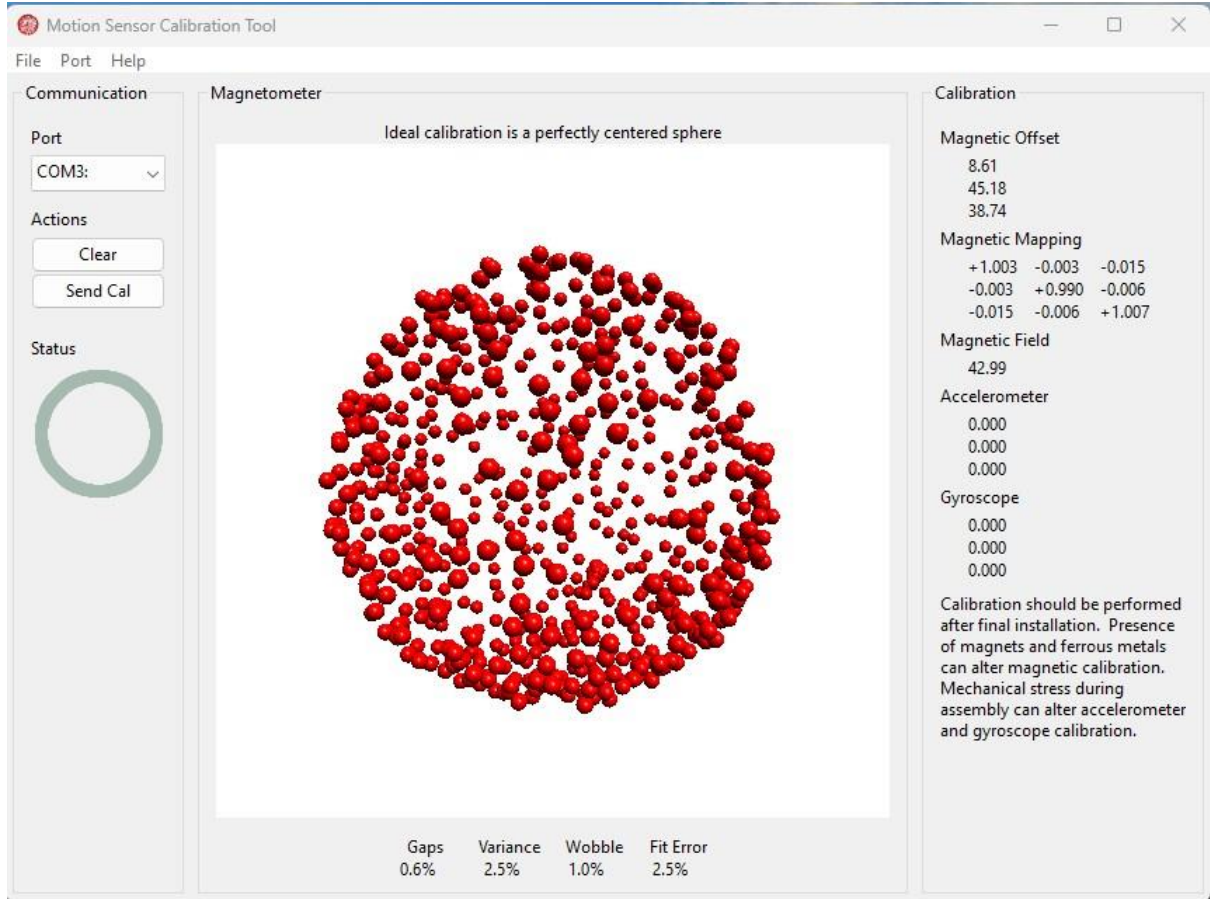 Motion Sensor Calibration Tool
File Port Help
Communication
Port
COM3:
Actions
Clear
Send Cal
Status
Magnetometer
Ideal calibration is a perfectly centered sphere
Gaps Variance Wobble Fit Error
0.6% 2.5% 1.0% 2.5%
Calibration
Magnetic Offset
8.61
45.18
38.74
Magnetic Mapping
+1.003 -0.003 -0.015
-0.003 +0.990 -0.006
-0.015 -0.006 +1.007
Magnetic Field
42.99
Accelerometer
0.000
0.000
0.000
Gyroscope
0.000
0.000
0.000
Calibration should be performed
after final installation. Presence
of magnets and ferrous metals
can alter magnetic calibration.
Mechanical stress during
assembly can alter accelerometer
and gyroscope calibration.